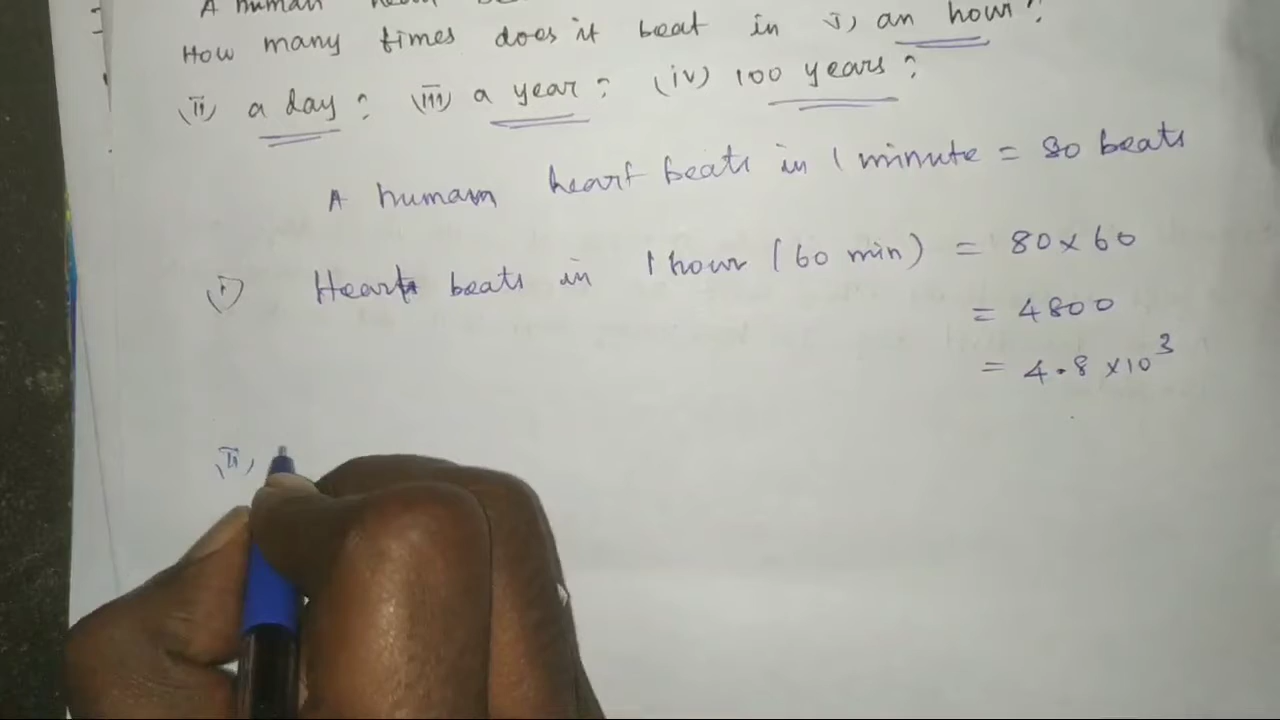 A human
How many times does it beat in i) an hour?
(ii) a day? (iii) a year? (iv) 100 years?
A human heart beats in 1 minute = 80 beats
(i) Heart beats in 1 hour (60 min) = 80 × 60
= 4800
= 4.8 × 10³
(ii)